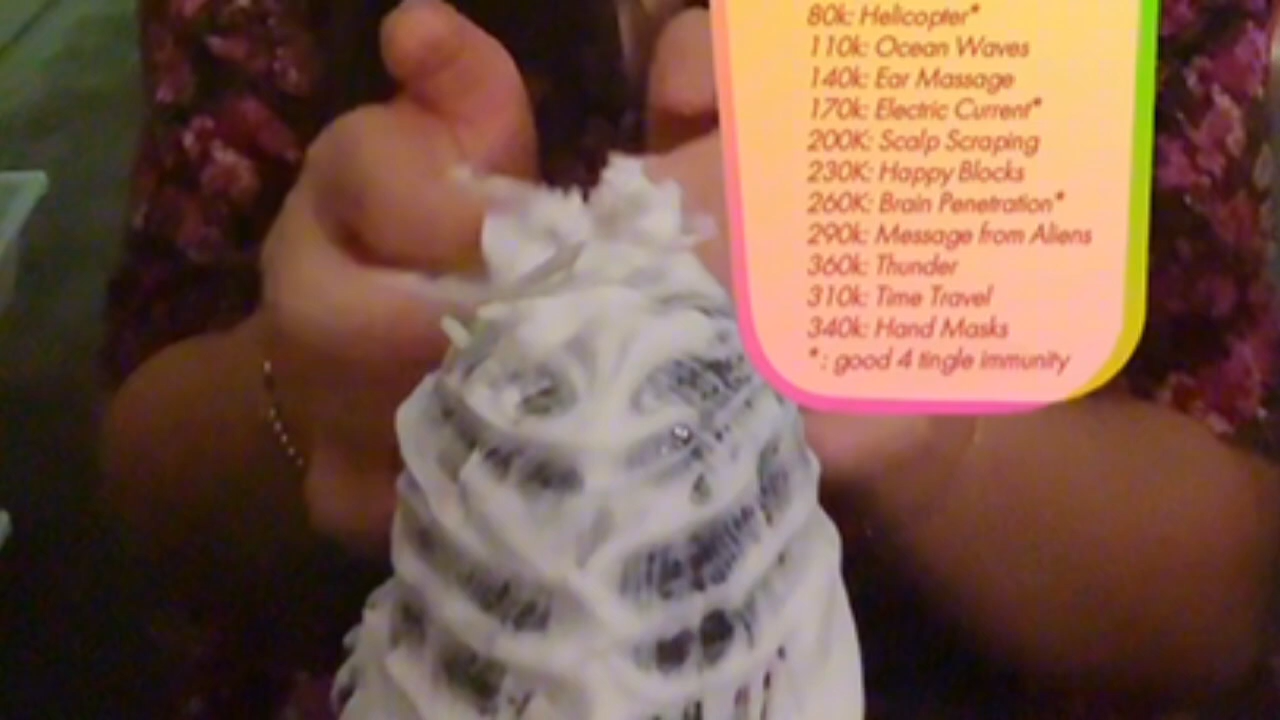 80k: Helicopter*
110k: Ocean Waves
140k: Ear Massage
170k: Electric Current*
200K: Scalp Scraping
230K: Happy Blocks
260K: Brain Penetration*
290k: Message from Aliens
360k: Thunder
310k: Time Travel
340k: Hand Masks
* : good 4 tingle immunity